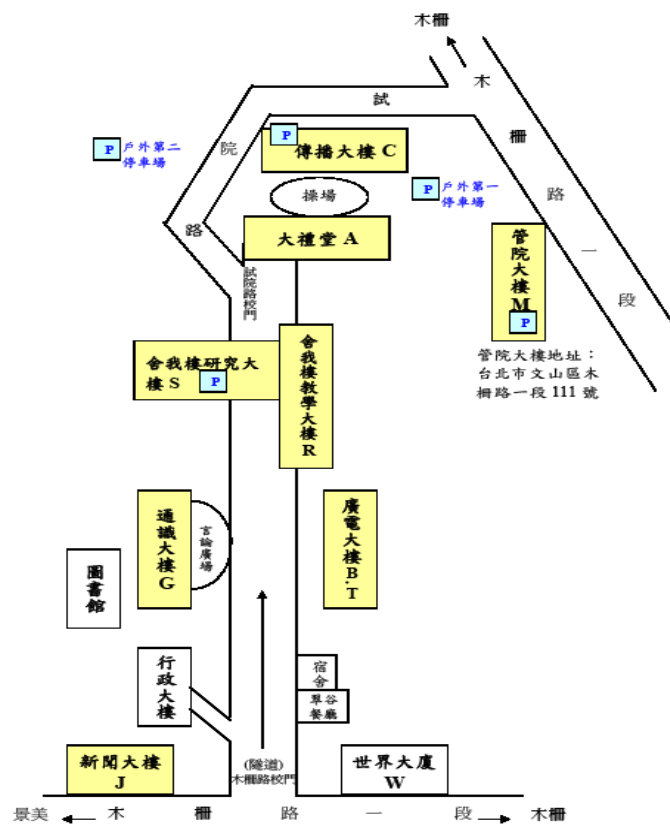 木柵
木
柵
路
一
段
試
院
路
P
戶外第二
停車場
P
傳播大樓 C
操場
P
戶外第一
停車場
大禮堂 A
管院大樓M
P
試院路校門
管院大樓地址：
台北市文山區木
柵路一段 111 號
舍我樓研究大
樓 S
P
舍我樓教學大樓R
通識大樓G
言論廣場
廣電大樓B.T
圖書館
行政大樓
宿
舍
翠谷
餐廳
新聞大樓
J
(隧道)
木柵路校門
世界大廈
W
景美
木 柵 路 一 段
木柵